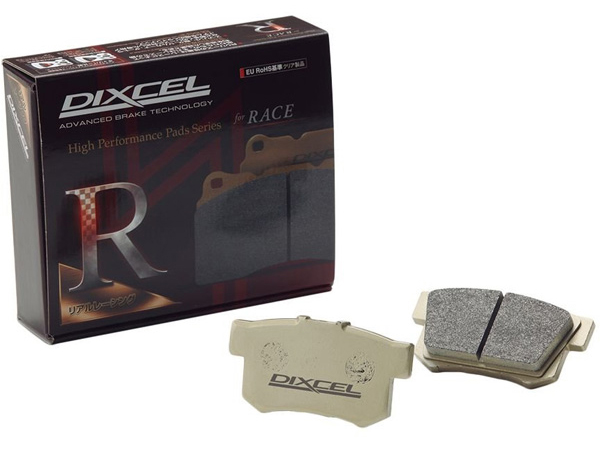 DIXCEL
ADVANCED BRAKE TECHNOLOGY
EU RoHS基準クリア製品
High Performance Pads Series
for RACE
R
リアルレーシング
DIXCEL